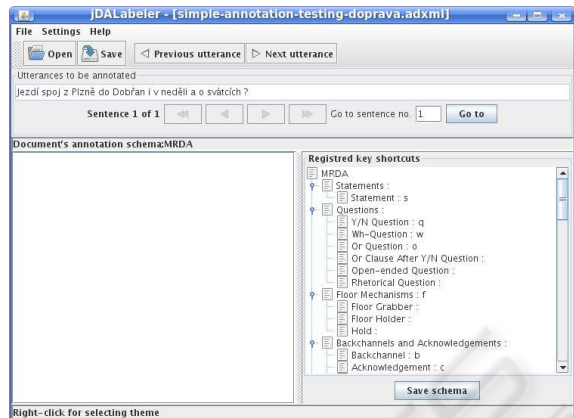 jDALabeler - [simple-annotation-testing-doprava.adxml]
File Settings Help
Open Save Previous utterance Next utterance
Utterances to be annotated
Jezdí spoj z Plzně do Dobřan i v neděli a o svátcích ?
Sentence 1 of 1 Go to sentence no. 1 Go to
Document's annotation schema:MRDA
Registred key shortcuts
MRDA
Statements :
Statement : s
Questions :
Y/N Question : q
Wh-Question : w
Or Question : o
Or Clause After Y/N Question :
Open-ended Question :
Rhetorical Question :
Floor Mechanisms : f
Floor Grabber :
Floor Holder :
Hold :
Backchannels and Acknowledgements :
Backchannel : b
Acknowledgement : c
Save schema
Right-click for selecting theme